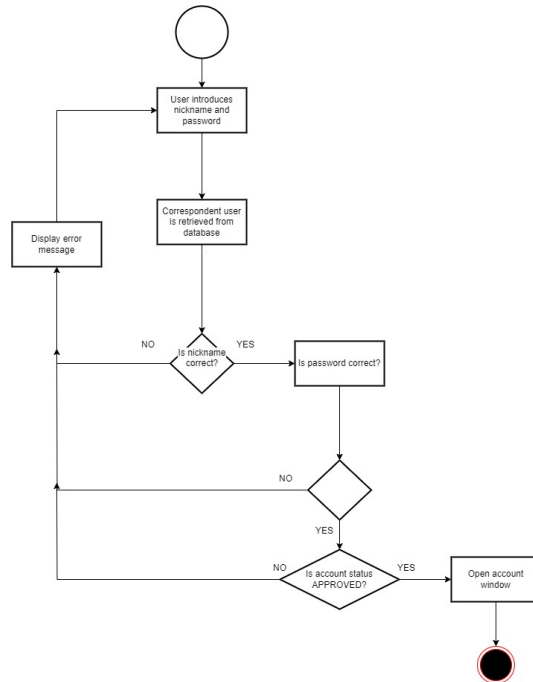 User introduces
nickname and
password
Correspondent user
is retrieved from
database
Display error
message
NO
Is nickname
correct?
YES
Is password correct?
NO
YES
NO
Is account status
APPROVED?
YES
Open account
window